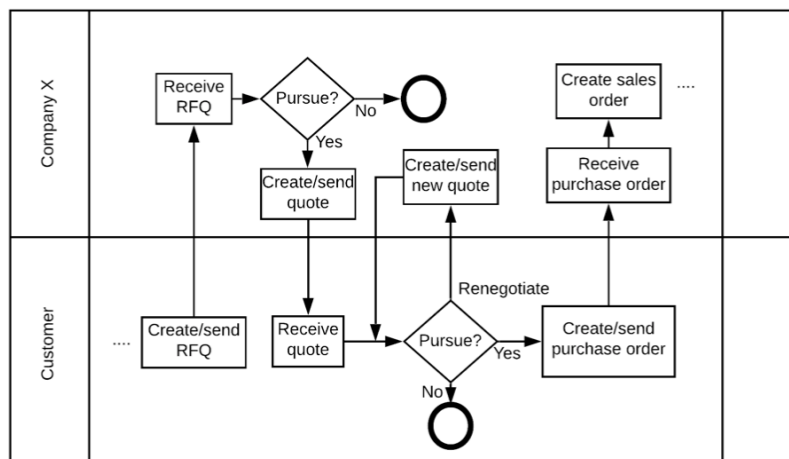 Company X
Receive
RFQ
Pursue?
No
Yes
Create/send
quote
Create/send
new quote
Create sales
order
....
Receive
purchase order
Customer
....
Create/send
RFQ
Receive
quote
Renegotiate
Pursue?
Yes
No
Create/send
purchase order